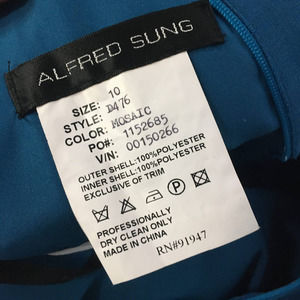 ALFRED SUNG
SIZE: 10
STYLE: D476
COLOR: MOSAIC
PO#: 1152685
V/N: 00150266
OUTER SHELL:100%POLYESTER
INNER SHELL:100%POLYESTER
EXCLUSIVE OF TRIM
PROFESSIONALLY
DRY CLEAN ONLY
MADE IN CHINA
RN#91947